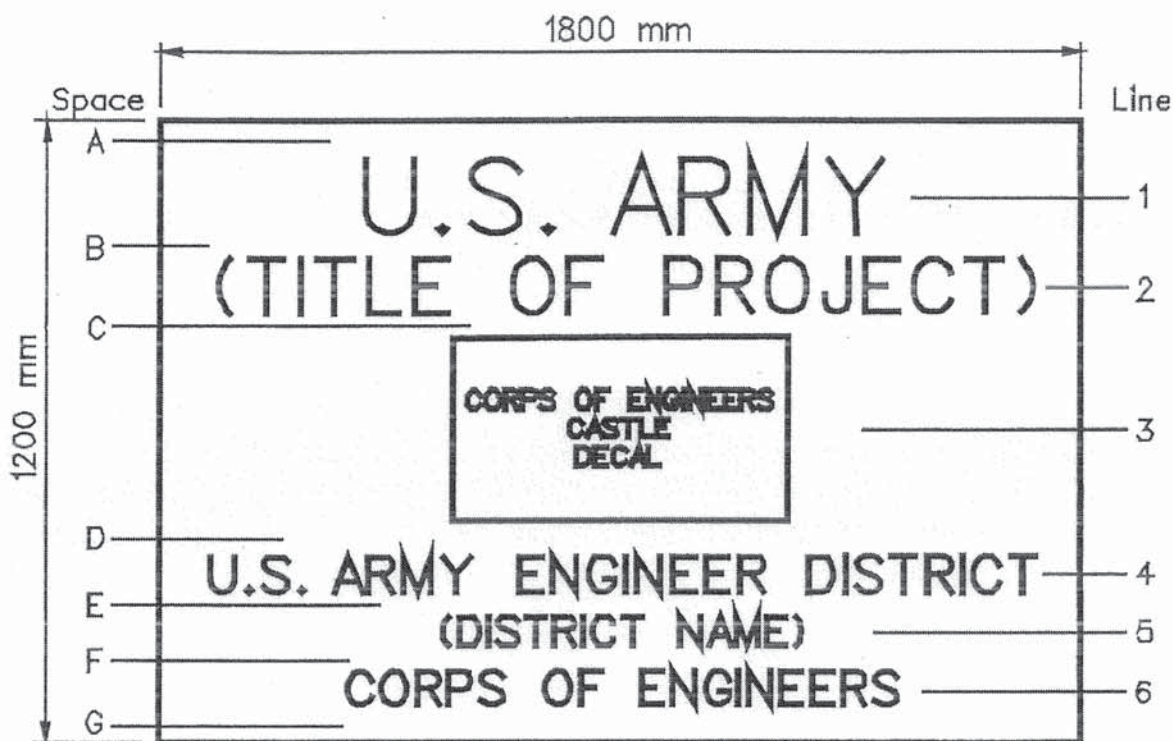 1800 mm
Space
Line
A
U.S. ARMY
1
B
(TITLE OF PROJECT)
2
C
1200 mm
CORPS OF ENGINEERS
CASTLE
DECAL
3
D
U.S. ARMY ENGINEER DISTRICT
4
E
(DISTRICT NAME)
5
F
CORPS OF ENGINEERS
6
G